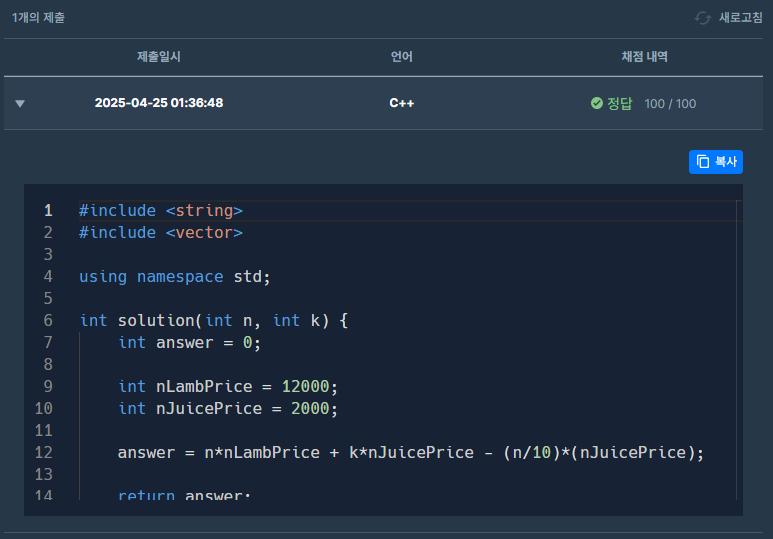 1개의 제출 새로고침
제출일시 언어 채점 내역
2025-04-25 01:36:48 C++ 정답 100 / 100
복사
1 #include <string>
2 #include <vector>
3
4 using namespace std;
5
6 int solution(int n, int k) {
7     int answer = 0;
8
9     int nLambPrice = 12000;
10     int nJuicePrice = 2000;
11
12     answer = n*nLambPrice + k*nJuicePrice - (n/10)*(nJuicePrice);
13
14     return answer;